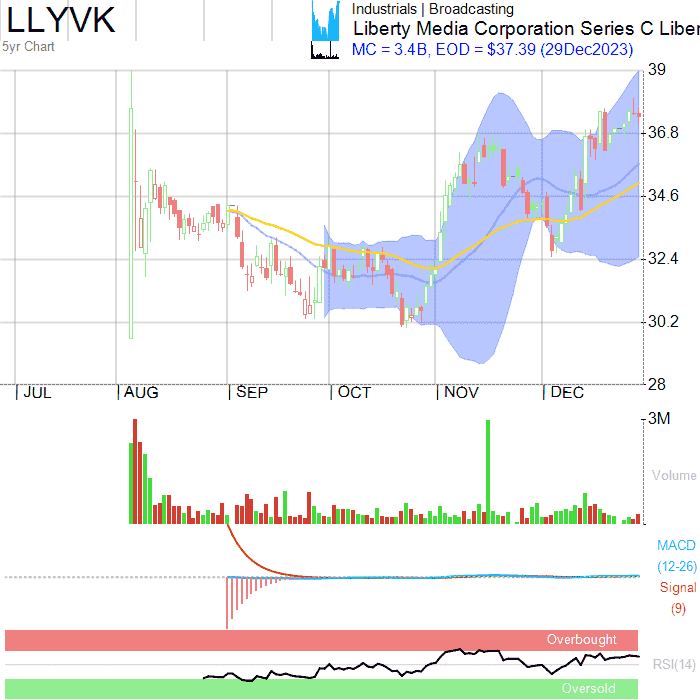 LLYVK
5yr Chart
Industrials | Broadcasting
Liberty Media Corporation Series C Liber
MC = 3.4B, EOD = $37.39 (29Dec2023)
39
36.8
34.6
32.4
30.2
28
JUL AUG SEP OCT NOV DEC
3M
Volume
MACD
(12-26)
Signal
(9)
Overbought
RSI(14)
Oversold